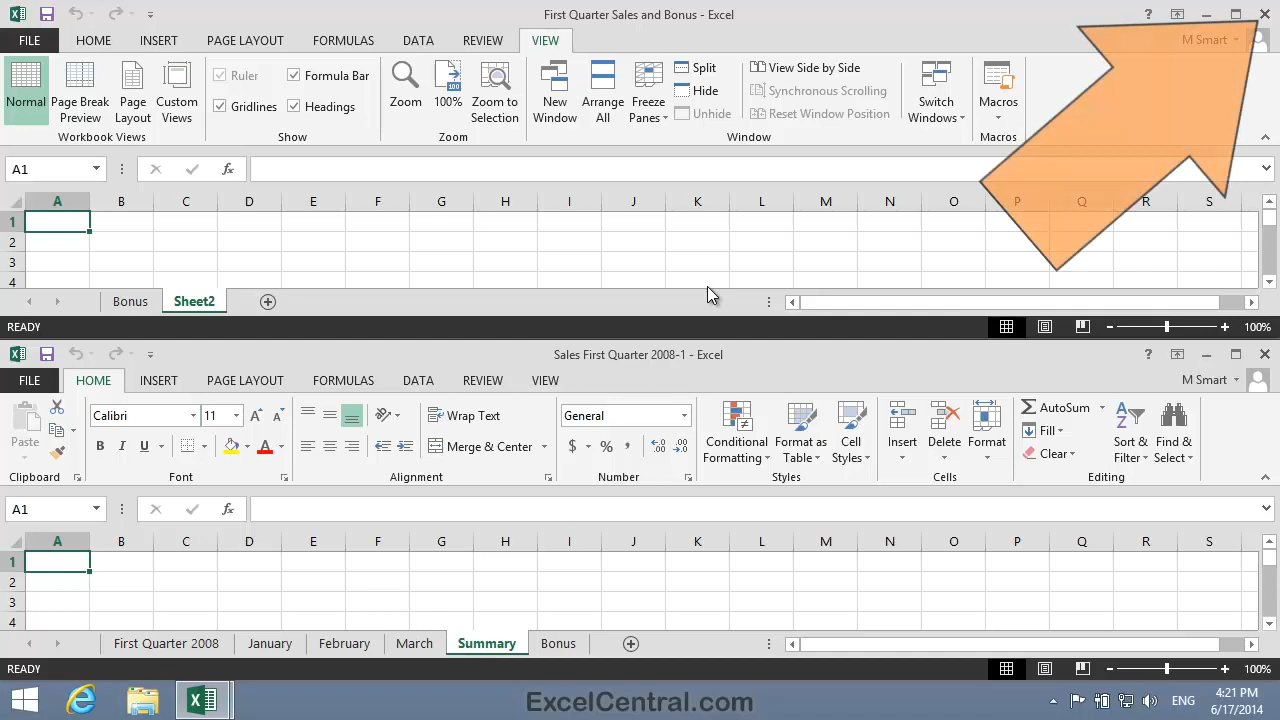 First Quarter Sales and Bonus - Excel
?
FILE HOME INSERT PAGE LAYOUT FORMULAS DATA REVIEW VIEW M Smart
Normal
Page Break Preview
Page Layout
Custom Views
Workbook Views
Ruler
Formula Bar
Gridlines
Headings
Show
Zoom
100%
Zoom to Selection
Zoom
New Window
Arrange All
Freeze Panes
Split
Hide
Unhide
View Side by Side
Synchronous Scrolling
Reset Window Position
Window
Switch Windows
Macros
Macros
A1 fx
A B C D E F G H I J K L M N O P Q R S
1
2
3
4
Bonus Sheet2
READY 100%
Sales First Quarter 2008-1 - Excel
?
FILE HOME INSERT PAGE LAYOUT FORMULAS DATA REVIEW VIEW M Smart
Paste
Clipboard
Calibri 11 A A
B I U A
Font
Wrap Text
Merge & Center
Alignment
General
$ % , .00 .00
Number
Conditional Formatting
Format as Table
Cell Styles
Styles
Insert
Delete
Format
Cells
AutoSum
Fill
Clear
Sort & Filter
Find & Select
Editing
A1 fx
A B C D E F G H I J K L M N O P Q R S
1
2
3
4
First Quarter 2008 January February March Summary Bonus
READY 100%
ExcelCentral.com
ENG
4:21 PM
6/17/2014